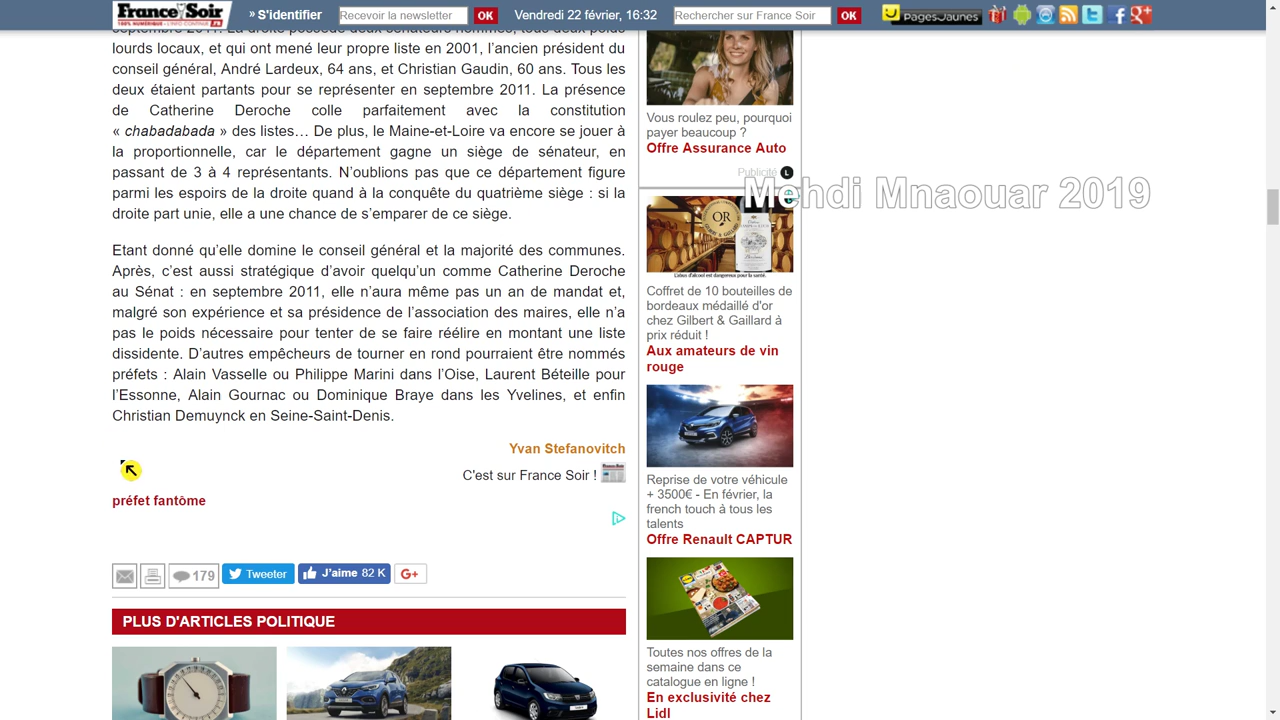 France Soir
100% NUMÉRIQUE - L'INFO CONTINUE .FR
» S'identifier
Recevoir la newsletter
OK
Rechercher sur France Soir
OK
PagesJaunes
lourds locaux, et qui ont mené leur propre liste en 2001, l’ancien président du
conseil général, André Lardeux, 64 ans, et Christian Gaudin, 60 ans. Tous les
deux étaient partants pour se représenter en septembre 2011. La présence
de Catherine Deroche colle parfaitement avec la constitution
« chabadabada » des listes… De plus, le Maine-et-Loire va encore se jouer à
la proportionnelle, car le département gagne un siège de sénateur, en
passant de 3 à 4 représentants. N’oublions pas que ce département figure
parmi les espoirs de la droite quand à la conquête du quatrième siège : si la
droite part unie, elle a une chance de s’emparer de ce siège.
Etant donné qu’elle domine le conseil général et la majorité des communes.
Après, c’est aussi stratégique d’avoir quelqu’un comme Catherine Deroche
au Sénat : en septembre 2011, elle n’aura même pas un an de mandat et,
malgré son expérience et sa présidence de l’association des maires, elle n’a
pas le poids nécessaire pour tenter de se faire réélire en montant une liste
dissidente. D’autres empêcheurs de tourner en rond pourraient être nommés
préfets : Alain Vasselle ou Philippe Marini dans l’Oise, Laurent Béteille pour
l’Essonne, Alain Gournac ou Dominique Braye dans les Yvelines, et enfin
Christian Demuynck en Seine-Saint-Denis.
Yvan Stefanovitch
C'est sur France Soir !
préfet fantôme
179
Tweeter
J’aime 82 K
G+
PLUS D'ARTICLES POLITIQUE
Vous roulez peu, pourquoi
payer beaucoup ?
Offre Assurance Auto
Publicité
Mehdi Mnaouar 2019
OR
L'abus d'alcool est dangereux pour la santé.
Coffret de 10 bouteilles de
bordeaux médaillé d'or
chez Gilbert & Gaillard à
prix réduit !
Aux amateurs de vin
rouge
Reprise de votre véhicule
+ 3500€ - En février, la
french touch à tous les
talents
Offre Renault CAPTUR
Toutes nos offres de la
semaine dans ce
catalogue en ligne !
En exclusivité chez
Lidl